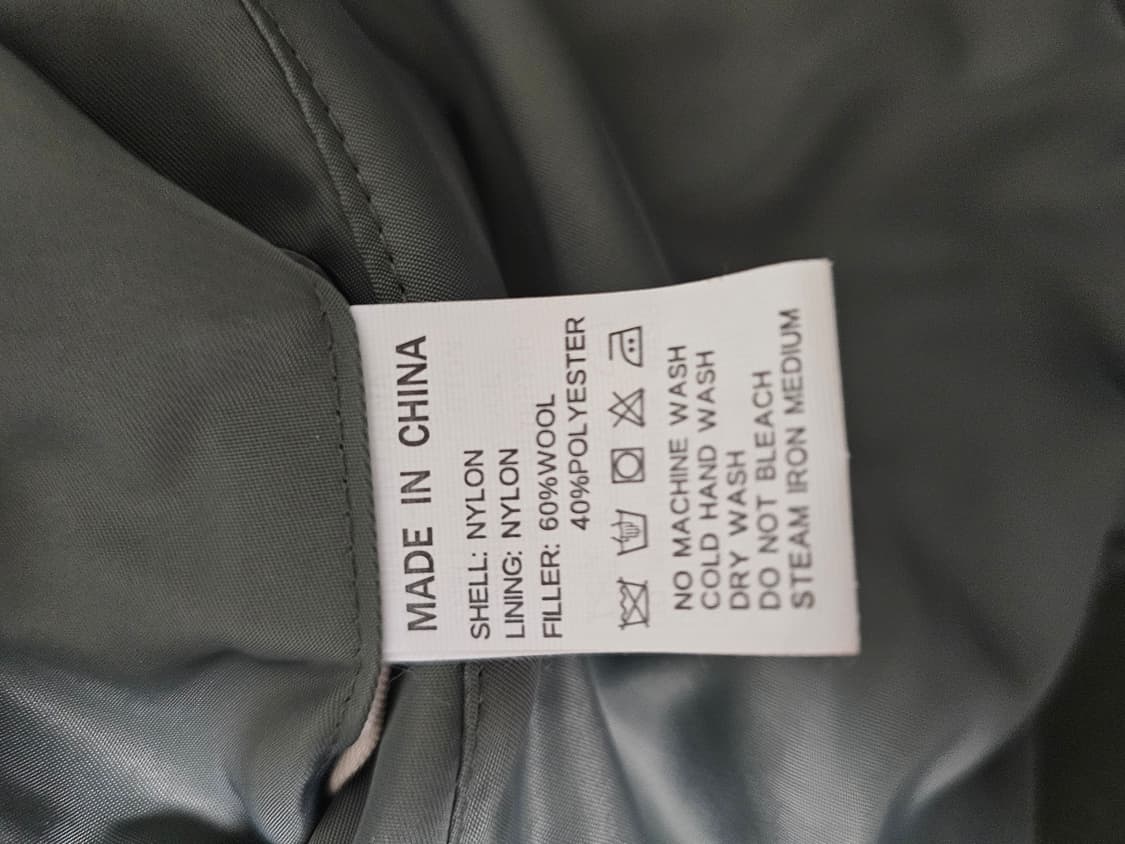 MADE IN CHINA
SHELL: NYLON
LINING: NYLON
FILLER: 60%WOOL
40%POLYESTER
NO MACHINE WASH
COLD HAND WASH
DRY WASH
DO NOT BLEACH
STEAM IRON MEDIUM